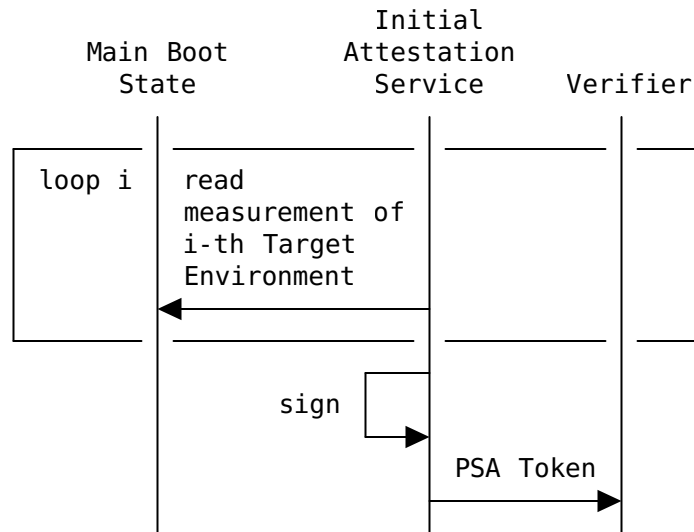 Main Boot
State
Initial
Attestation
Service
Verifier
loop i
read
measurement of
i-th Target
Environment
sign
PSA Token